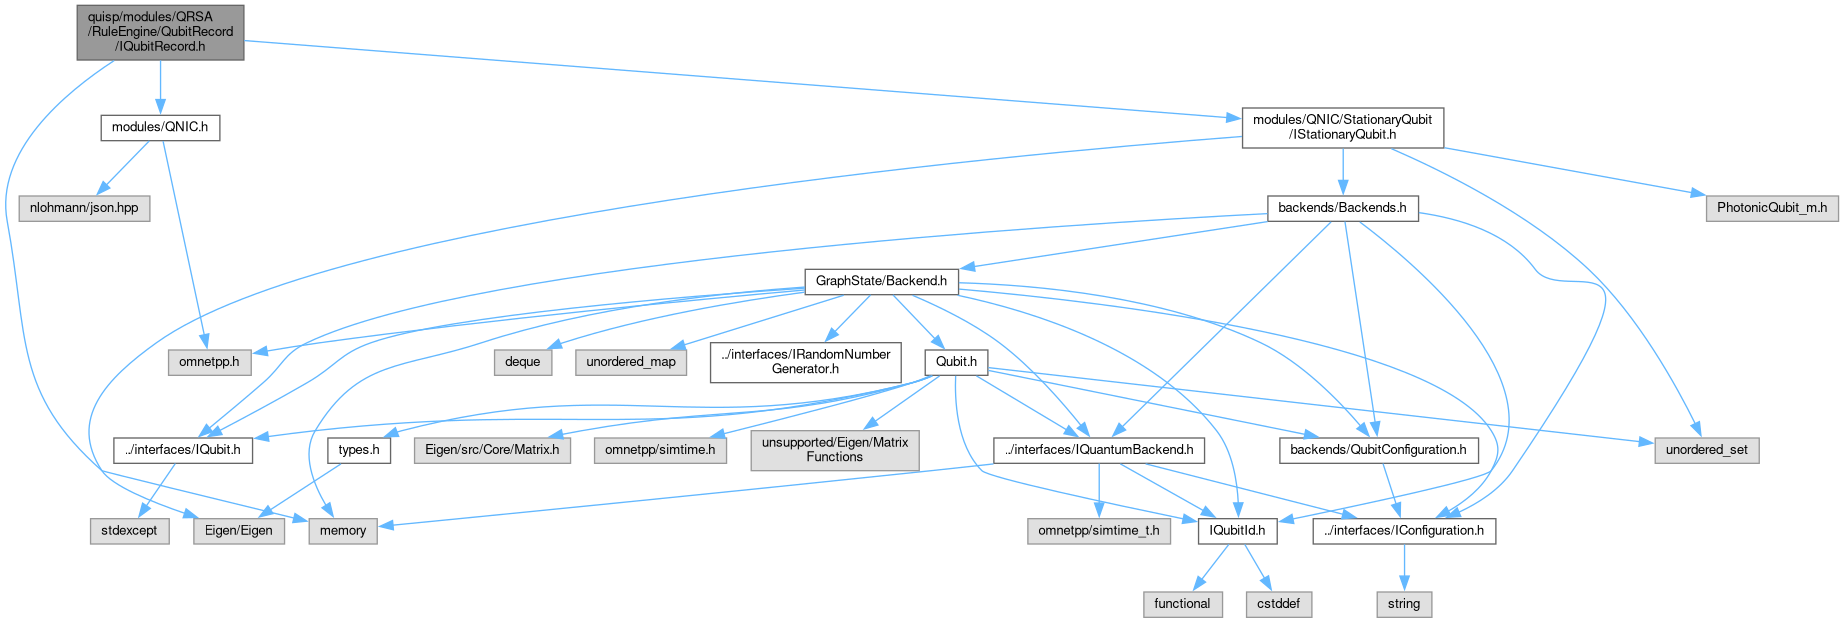 quisp/modules/QRSA
/RuleEngine/QubitRecord
/IQubitRecord.h
modules/QNIC.h
modules/QNIC/StationaryQubit
/IStationaryQubit.h
nlohmann/json.hpp
backends/Backends.h
PhotonicQubit_m.h
GraphState/Backend.h
omnetpp.h
deque
unordered_map
../interfaces/IRandomNumber
Generator.h
Qubit.h
../interfaces/IQubit.h
types.h
Eigen/src/Core/Matrix.h
omnetpp/simtime.h
unsupported/Eigen/Matrix
Functions
../interfaces/IQuantumBackend.h
backends/QubitConfiguration.h
unordered_set
stdexcept
Eigen/Eigen
memory
omnetpp/simtime_t.h
IQubitId.h
../interfaces/IConfiguration.h
functional
cstddef
string